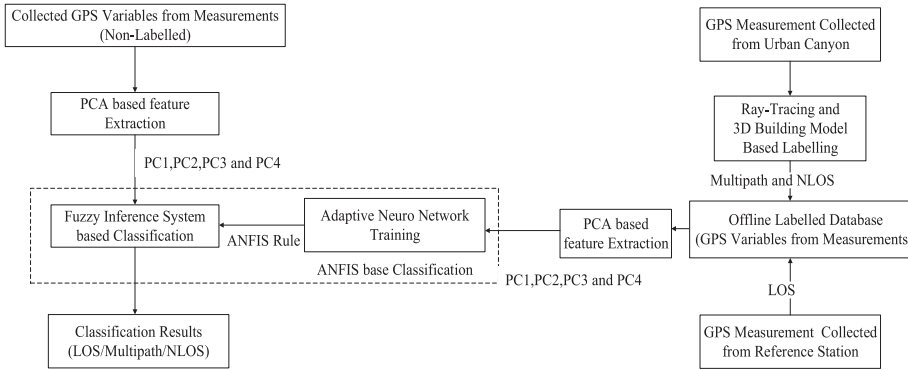 Collected GPS Variables from Measurements
(Non-Labelled)
PCA based feature
Extraction
PC1,PC2,PC3 and PC4
Fuzzy Inference System
based Classification
ANFIS Rule
Adaptive Neuro Network
Training
ANFIS base Classification
Classification Results
(LOS/Multipath/NLOS)
PCA based
feature Extraction
PC1,PC2,PC3 and PC4
GPS Measurement Collected
from Urban Canyon
Ray-Tracing and
3D Building Model
Based Labelling
Multipath and NLOS
Offline Labelled Database
(GPS Variables from Measurements
LOS
GPS Measurement Collected
from Reference Station